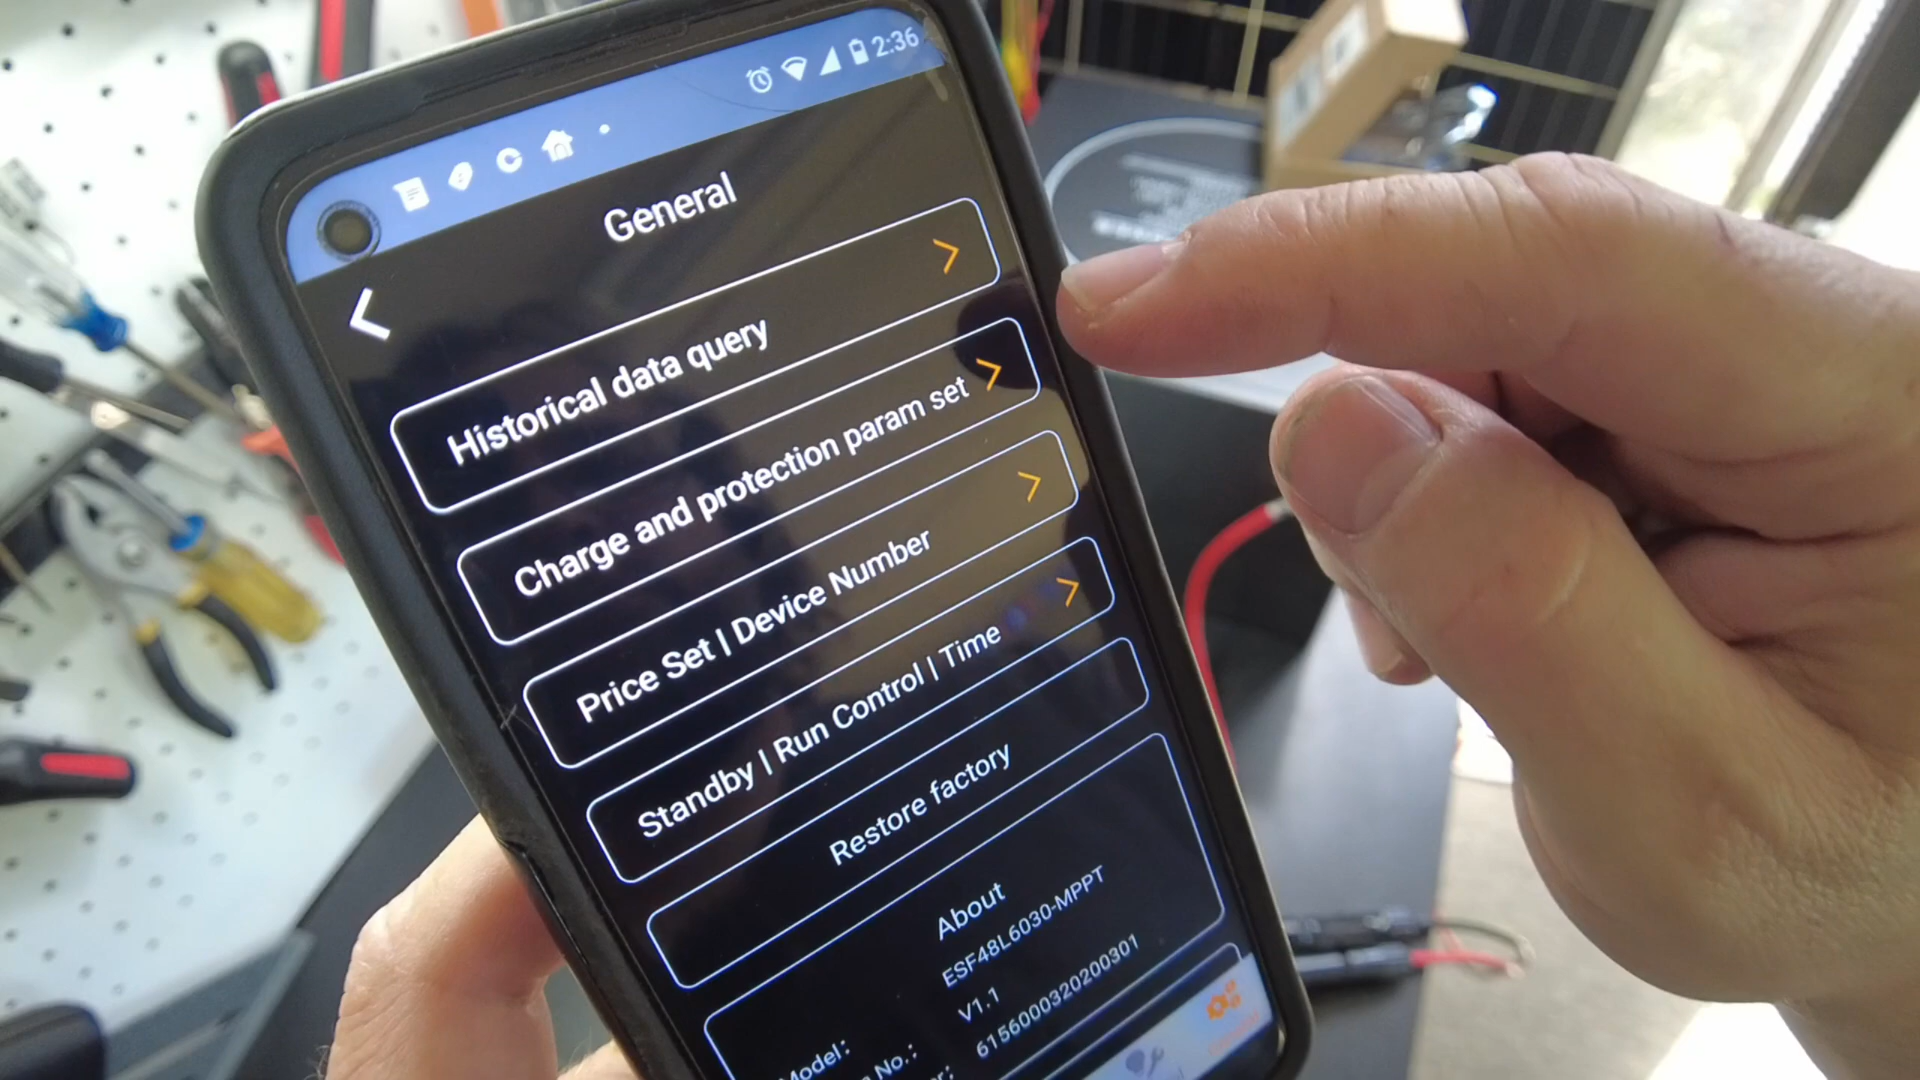 2:36
General
Historical data query
Charge and protection param set
Price Set | Device Number
Standby | Run Control | Time
Restore factory
About
ESF48L6030-MPPT
Model:
V1.1
No.:
6156000320200301